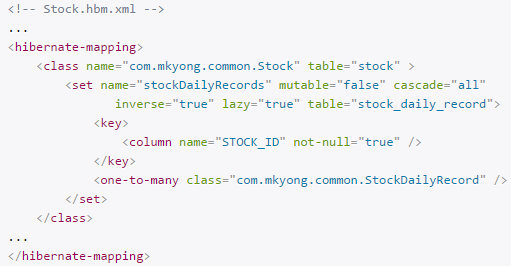 <!-- Stock.hbm.xml -->
...
<hibernate-mapping>
    <class name="com.mkyong.common.Stock" table="stock" >
        <set name="stockDailyRecords" mutable="false" cascade="all"
               inverse="true" lazy="true" table="stock_daily_record">
            <key>
                <column name="STOCK_ID" not-null="true" />
            </key>
            <one-to-many class="com.mkyong.common.StockDailyRecord" />
        </set>
    </class>
...
</hibernate-mapping>